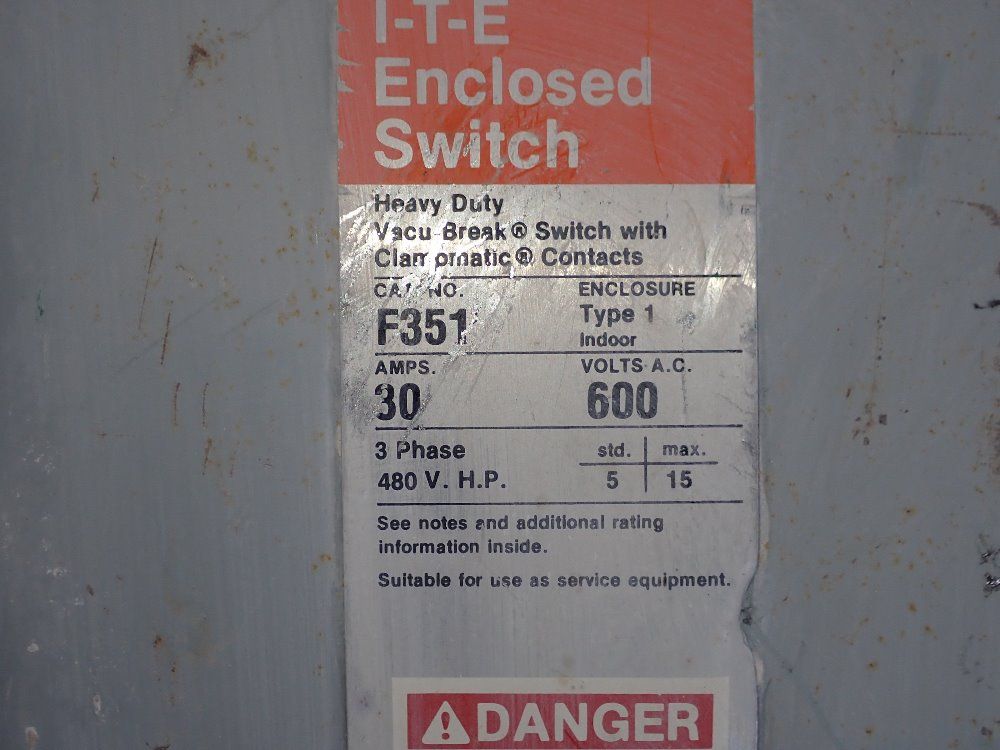 I-T-E
Enclosed
Switch
Heavy Duty
Vacu-Break® Switch with
Clampmatic® Contacts
CAT. NO. ENCLOSURE
F351 Type 1
Indoor
AMPS. VOLTS A.C.
30 600
3 Phase std. max.
480 V. H.P. 5 15
See notes and additional rating
information inside.
Suitable for use as service equipment.
DANGER